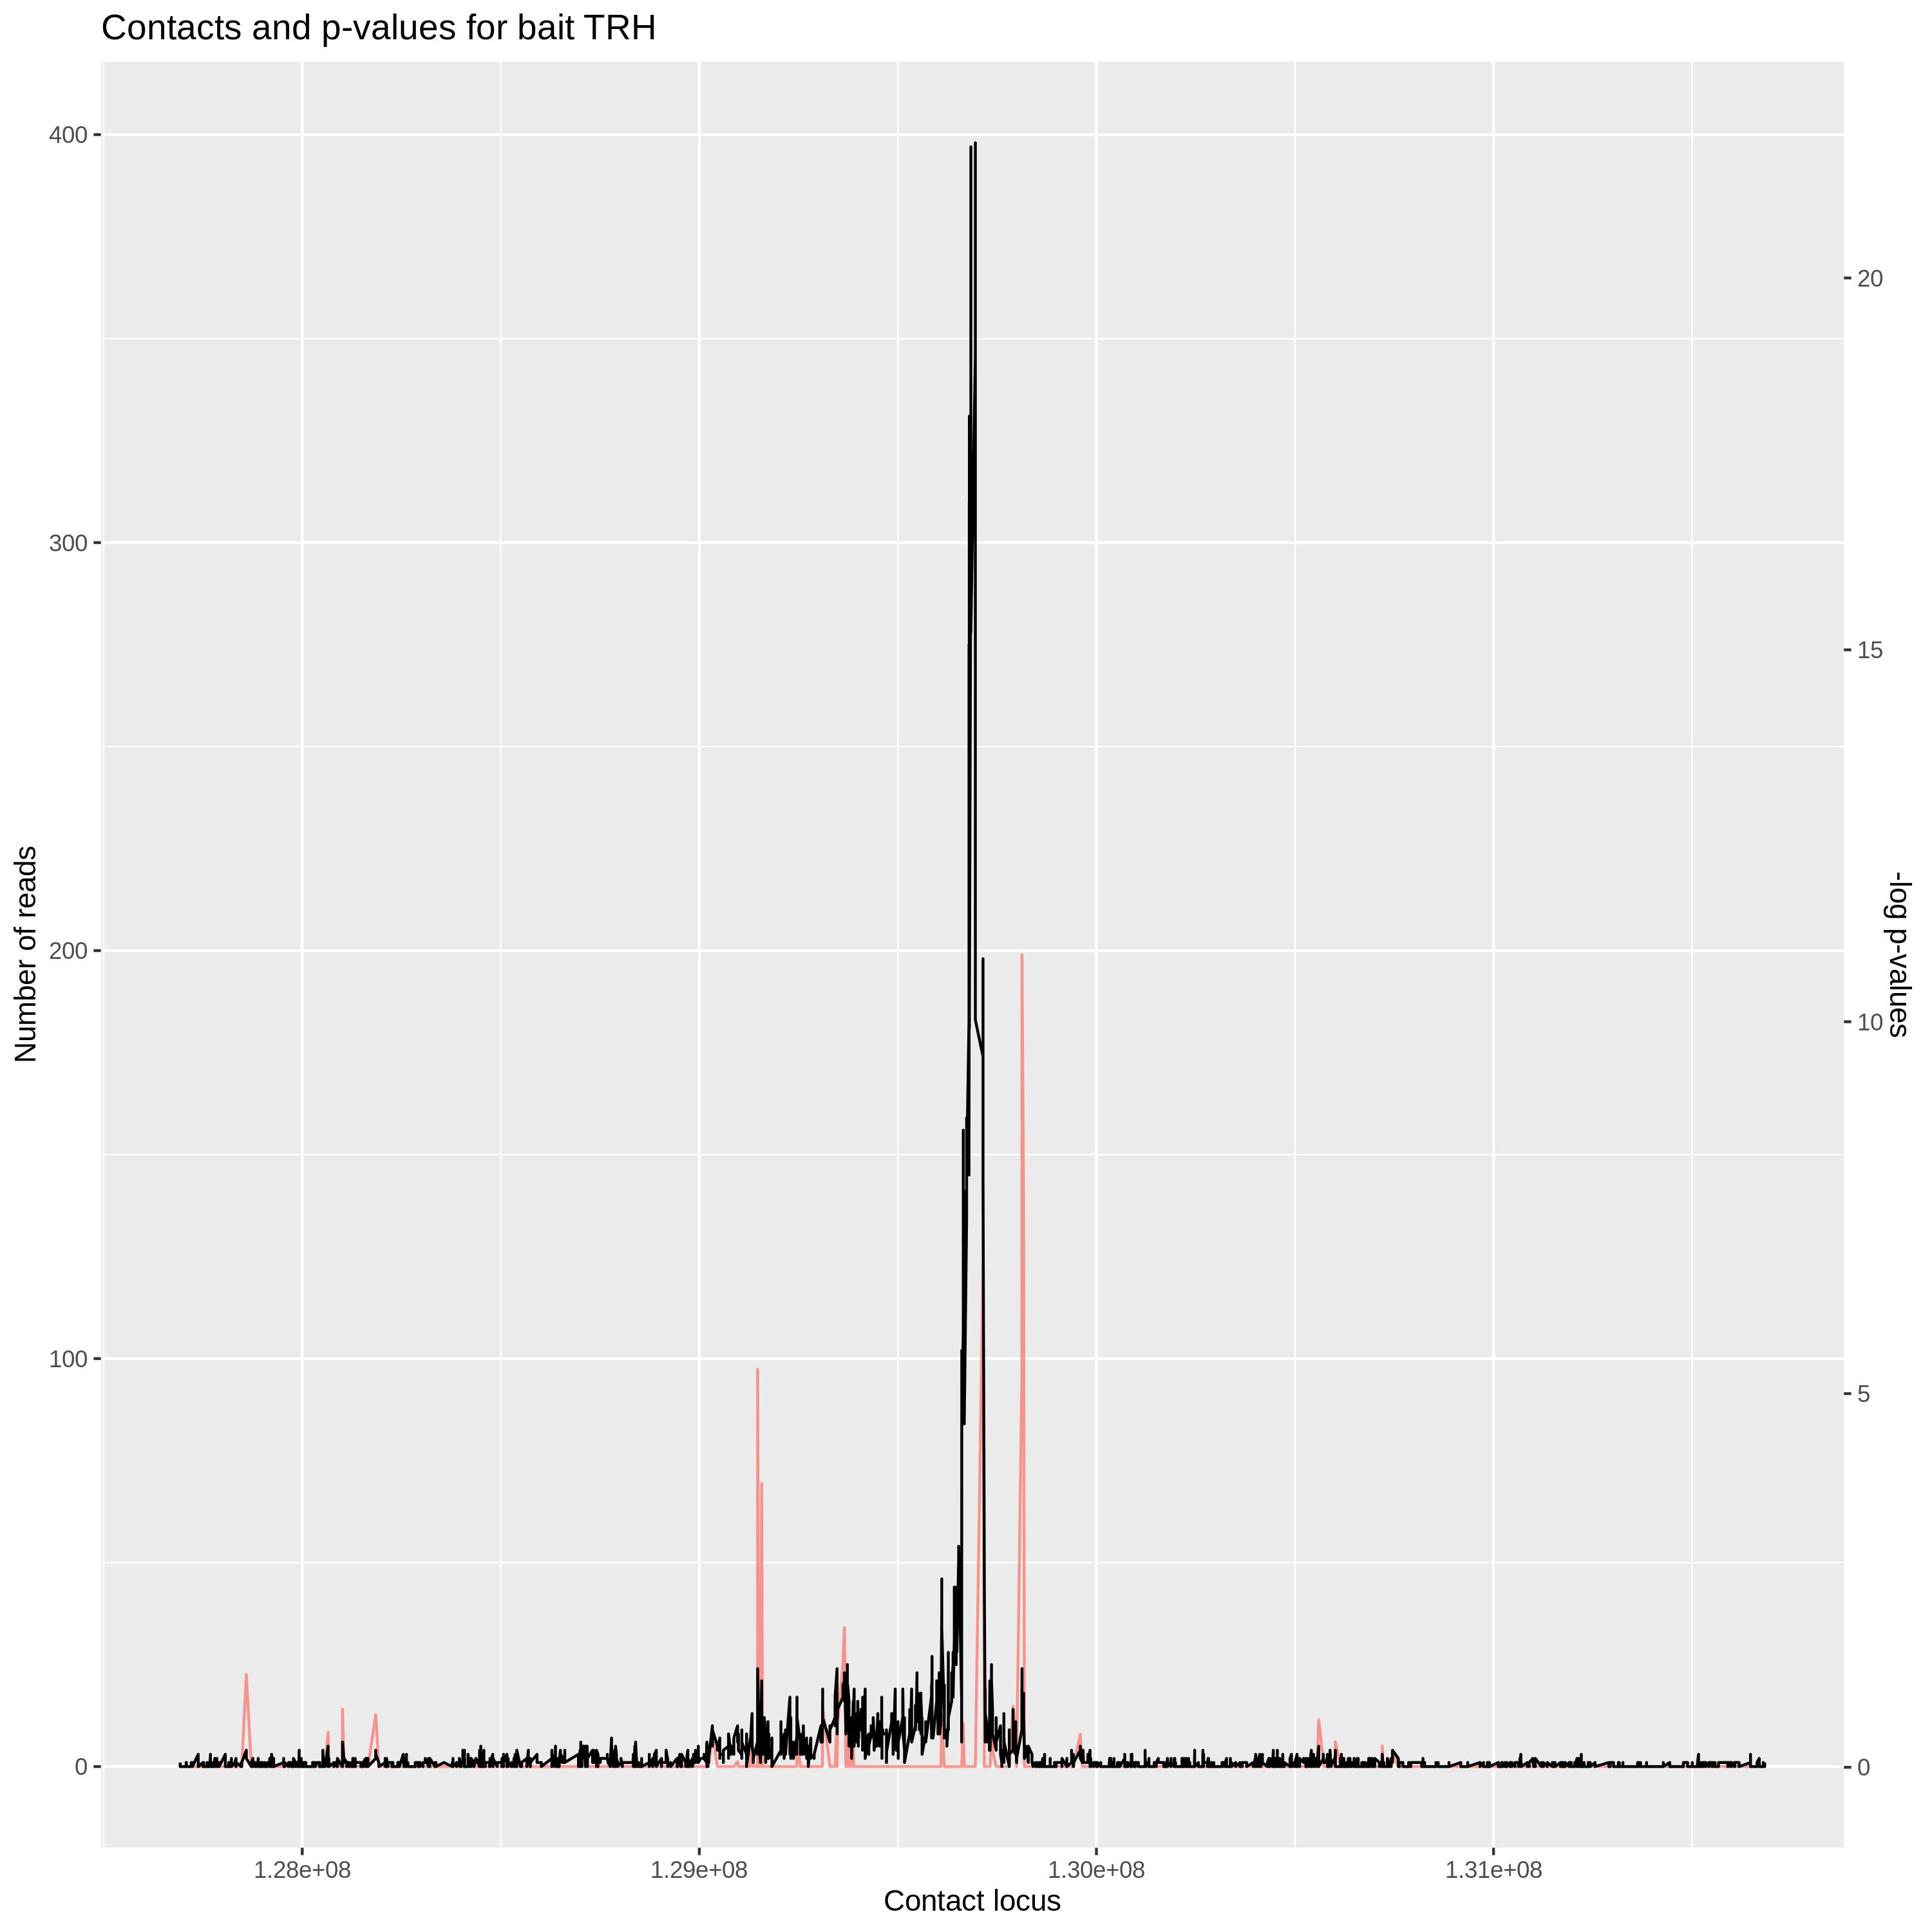 Contacts and p-values for bait TRH
400
300
200
100
0
Number of reads
20
15
10
5
0
-log p-values
1.28e+08
1.29e+08
1.30e+08
1.31e+08
Contact locus